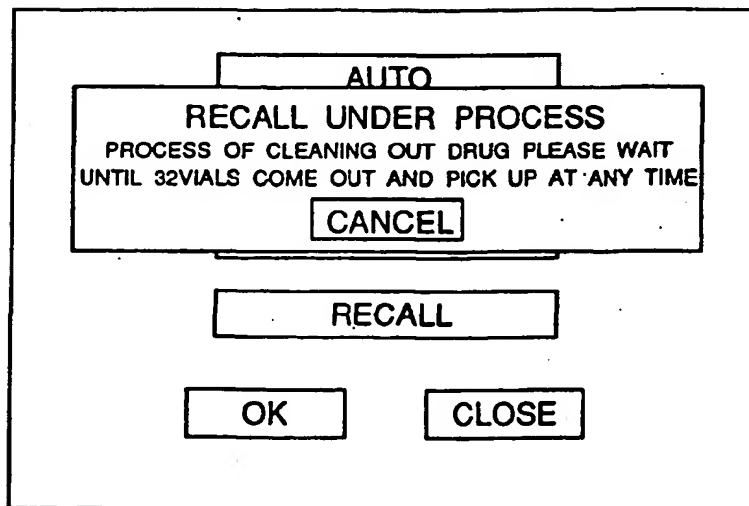 AUTO
RECALL UNDER PROCESS
PROCESS OF CLEANING OUT DRUG PLEASE WAIT
UNTIL 32VIALS COME OUT AND PICK UP AT ANY TIME
CANCEL
RECALL
OK CLOSE